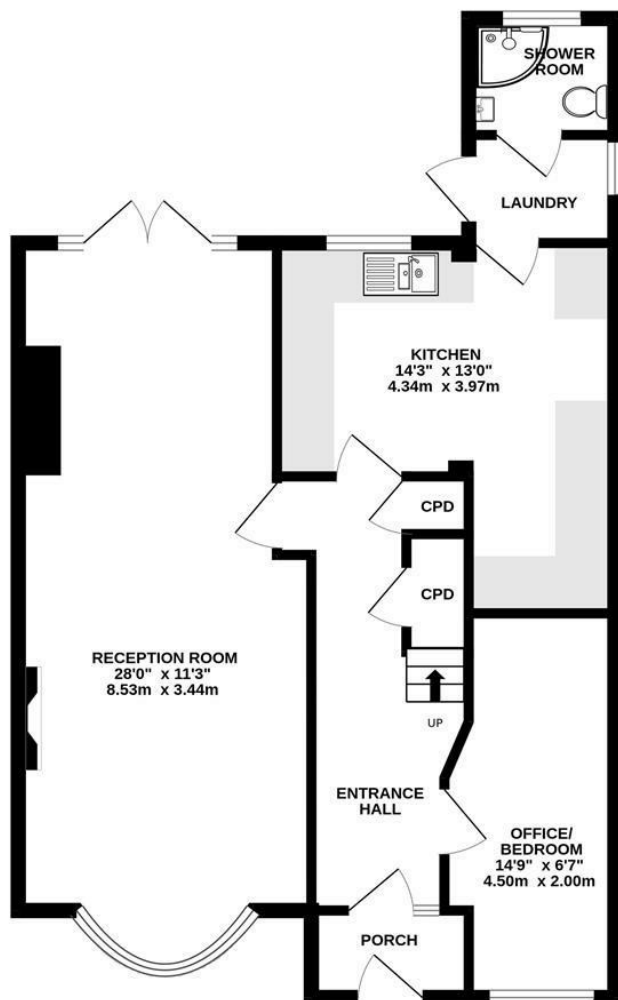 SHOWER
ROOM
LAUNDRY
KITCHEN
14'3" x 13'0"
4.34m x 3.97m
CPD
CPD
RECEPTION ROOM
28'0" x 11'3"
8.53m x 3.44m
UP
ENTRANCE
HALL
OFFICE/
BEDROOM
14'9" x 6'7"
4.50m x 2.00m
PORCH